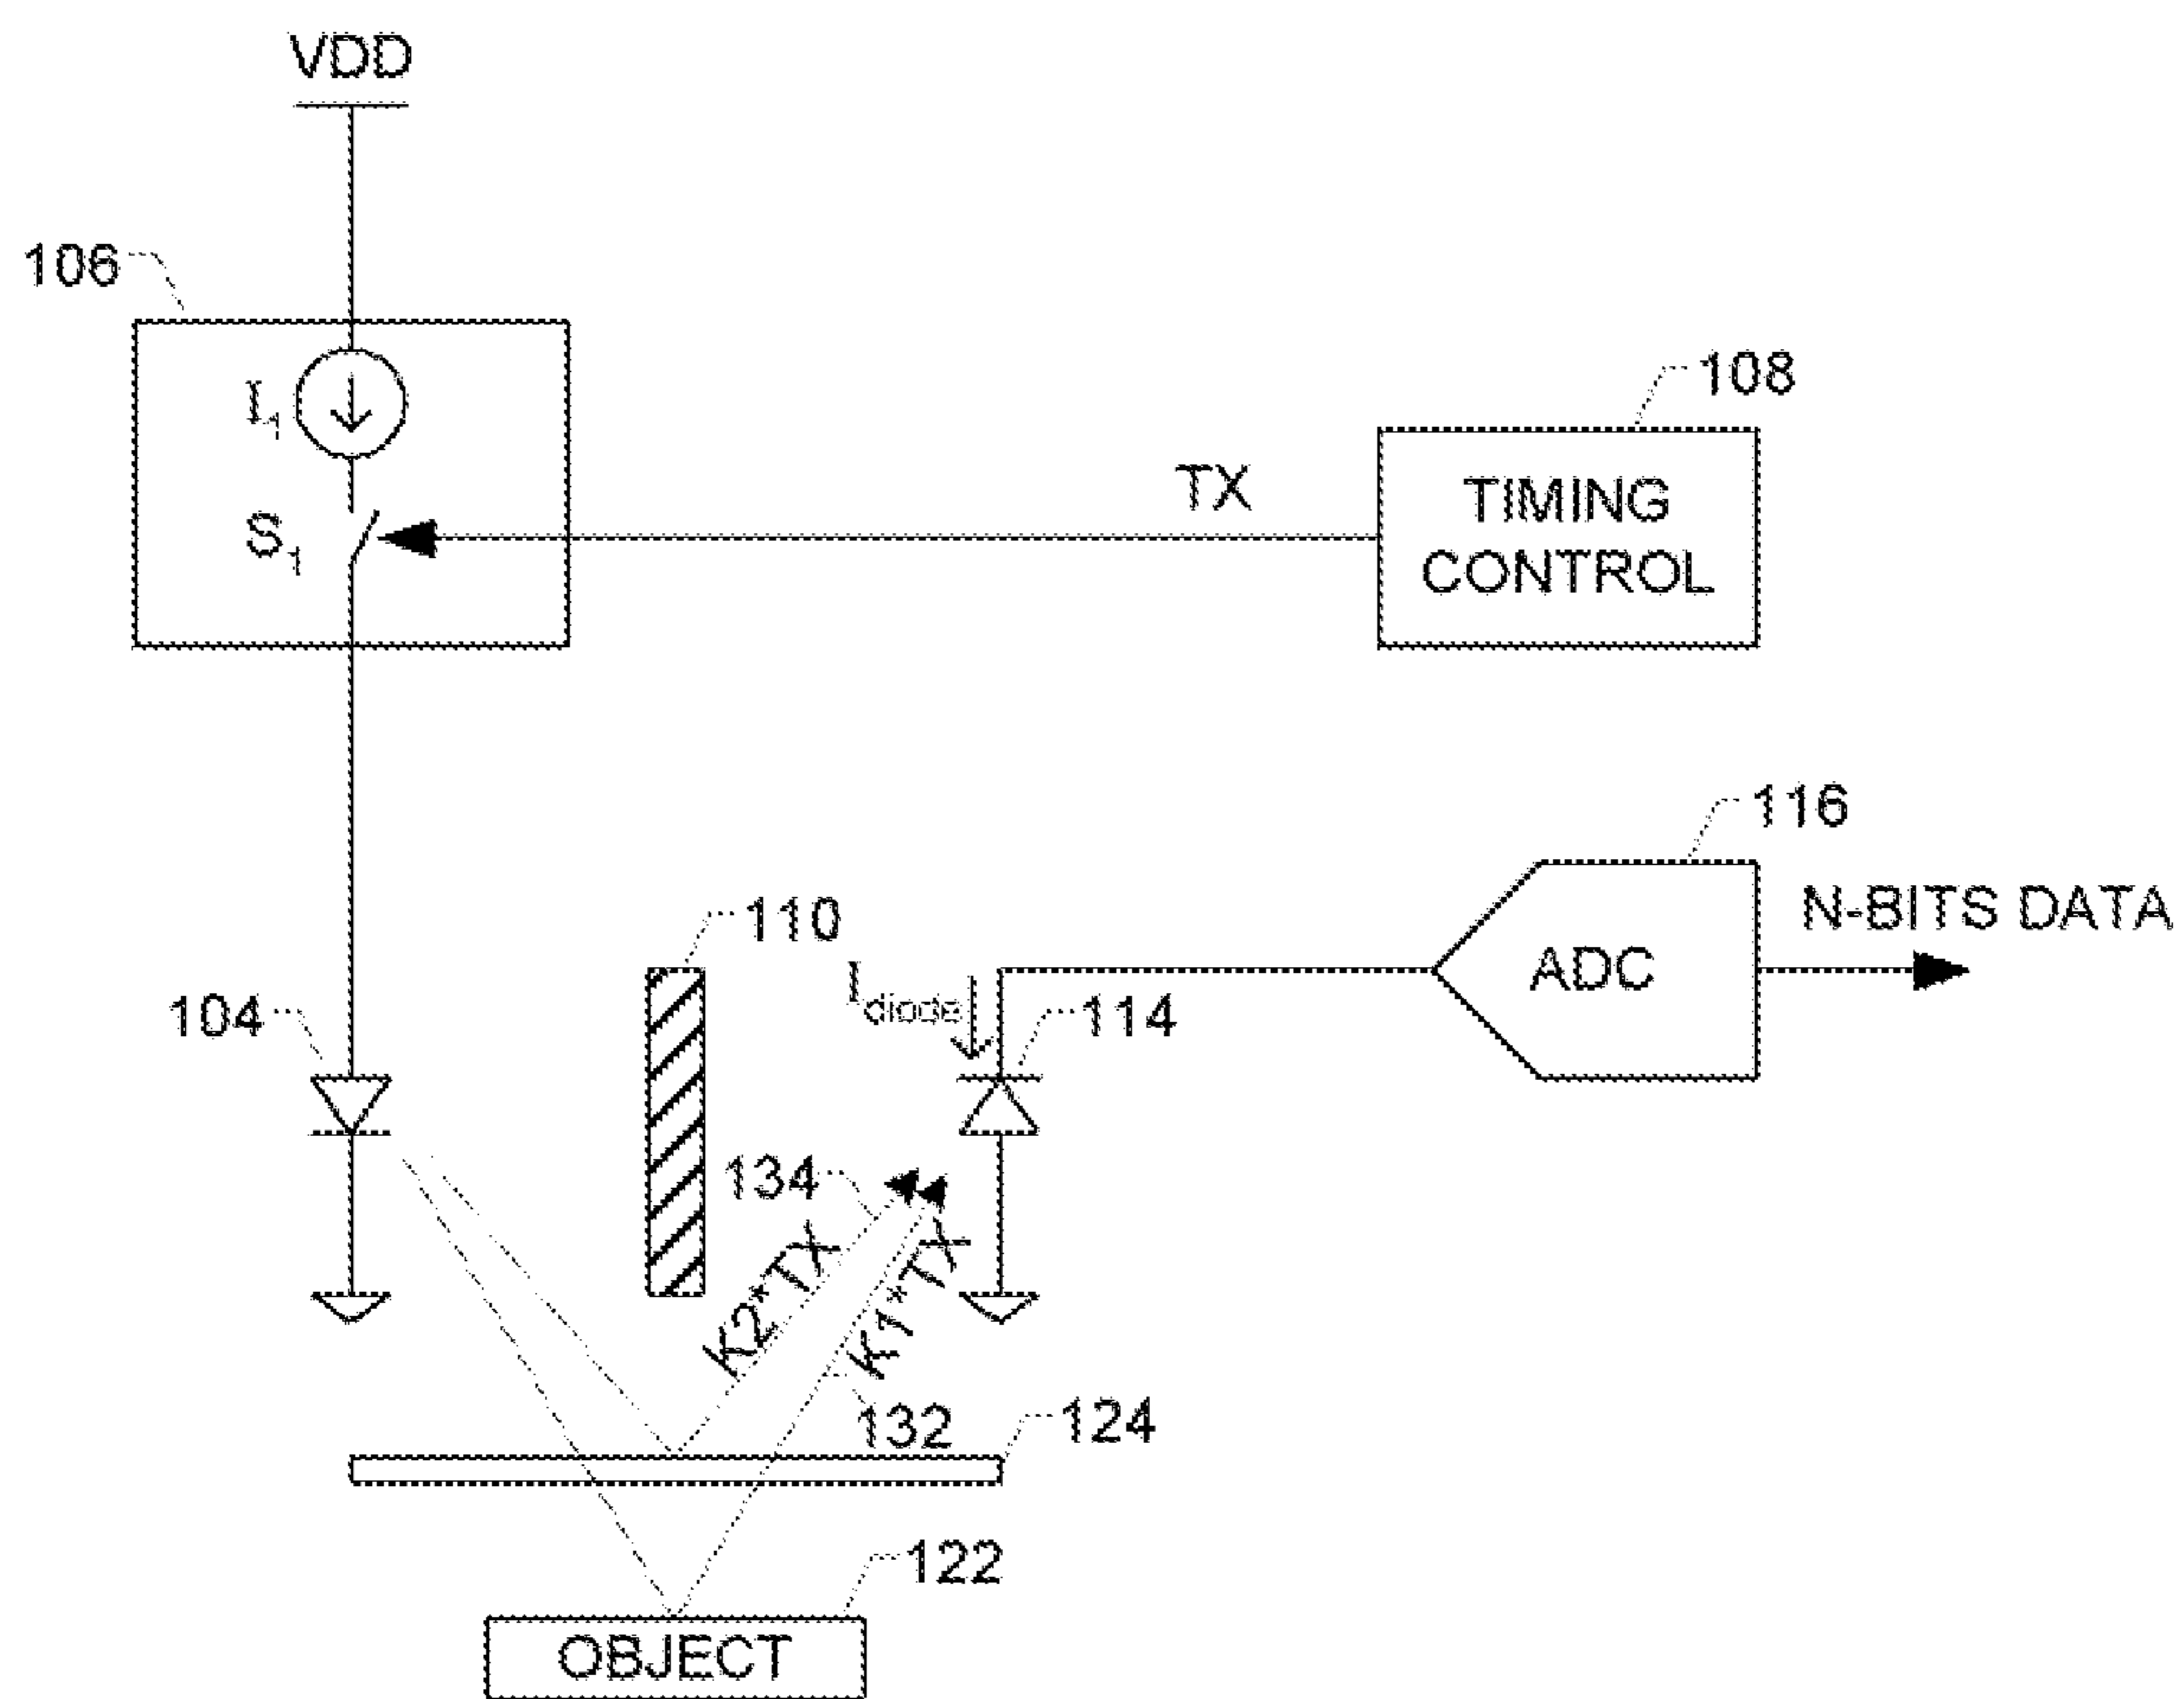 VDD
106
I1
S1
TX
108
TIMING
CONTROL
116
N-BITS DATA
ADC
110
Idiode
104
114
134
K2*TX
K1*TX
132
124
122
OBJECT